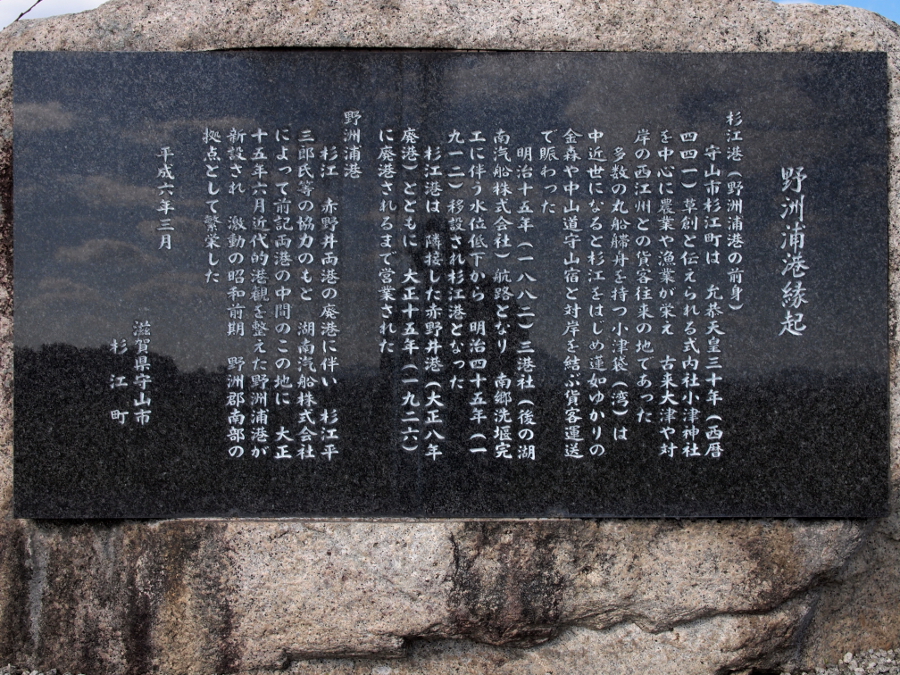 野洲浦港縁起
杉江港（野洲浦港の前身）
守山市杉江町は　允恭天皇三十年（西暦
四四一）草創と伝えられる式内社小津神社
を中心に農業や漁業が栄え　古来大津や対
岸の西江州との貨客往来の地であった
多数の丸船艜舟を持つ小津袋（湾）は
中近世になると杉江をはじめ蓮如ゆかりの
金森や中山道守山宿と対岸を結ぶ貨客運送
で賑わった
明治十五年（一八八二）三港社（後の湖
南汽船株式会社）航路となり　南郷洗堰完
工に伴う水位低下から　明治四十五年（一
九一二）移設され杉江港となった
杉江港は　隣接した赤野井港（大正八年
廃港）とともに　大正十五年（一九二六）
に廃港されるまで営業された
野洲浦港
杉江　赤野井両港の廃港に伴い　杉江平
三郎氏等の協力のもと　湖南汽船株式会社
によって前記両港の中間のこの地に　大正
十五年六月近代的港観を整えた野洲浦港が
新設され　激動の昭和前期　野洲郡南部の
拠点として繁栄した
平成六年三月
滋賀県守山市
杉江町